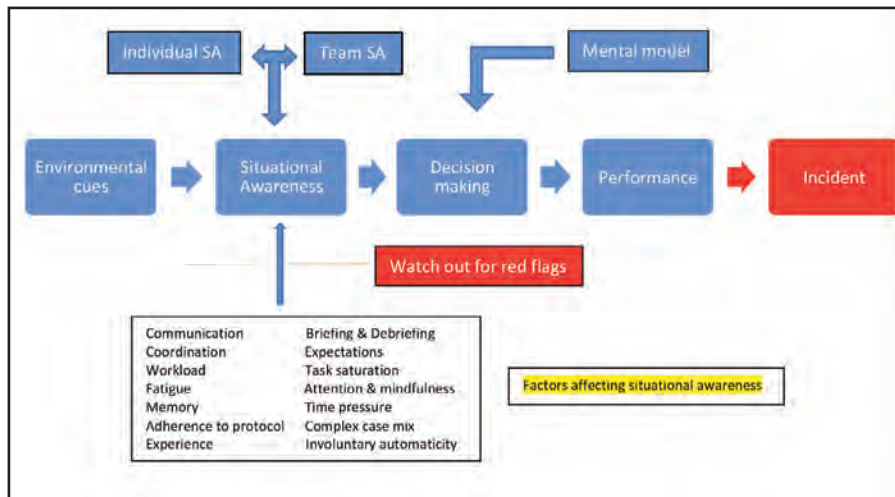 Individual SA
Team SA
Mental model
Environmental
cues
Situational
Awareness
Decision
making
Performance
Incident
Watch out for red flags
Communication
Coordination
Workload
Fatigue
Memory
Adherence to protocol
Experience
Briefing & Debriefing
Expectations
Task saturation
Attention & mindfulness
Time pressure
Complex case mix
Involuntary automaticity
Factors affecting situational awareness